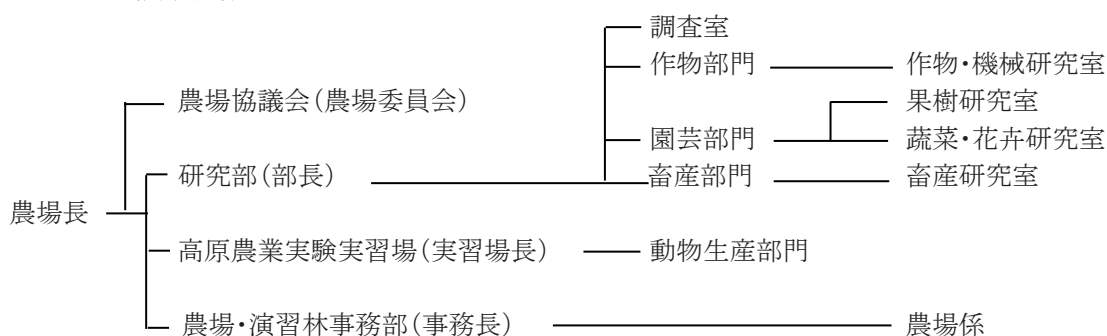 調査室
作物部門 作物・機械研究室
農場協議会(農場委員会) 果樹研究室
園芸部門 蔬菜・花卉研究室
研究部(部長) 畜産部門 畜産研究室
農場長
高原農業実験実習場(実習場長) 動物生産部門
農場・演習林事務部(事務長) 農場係